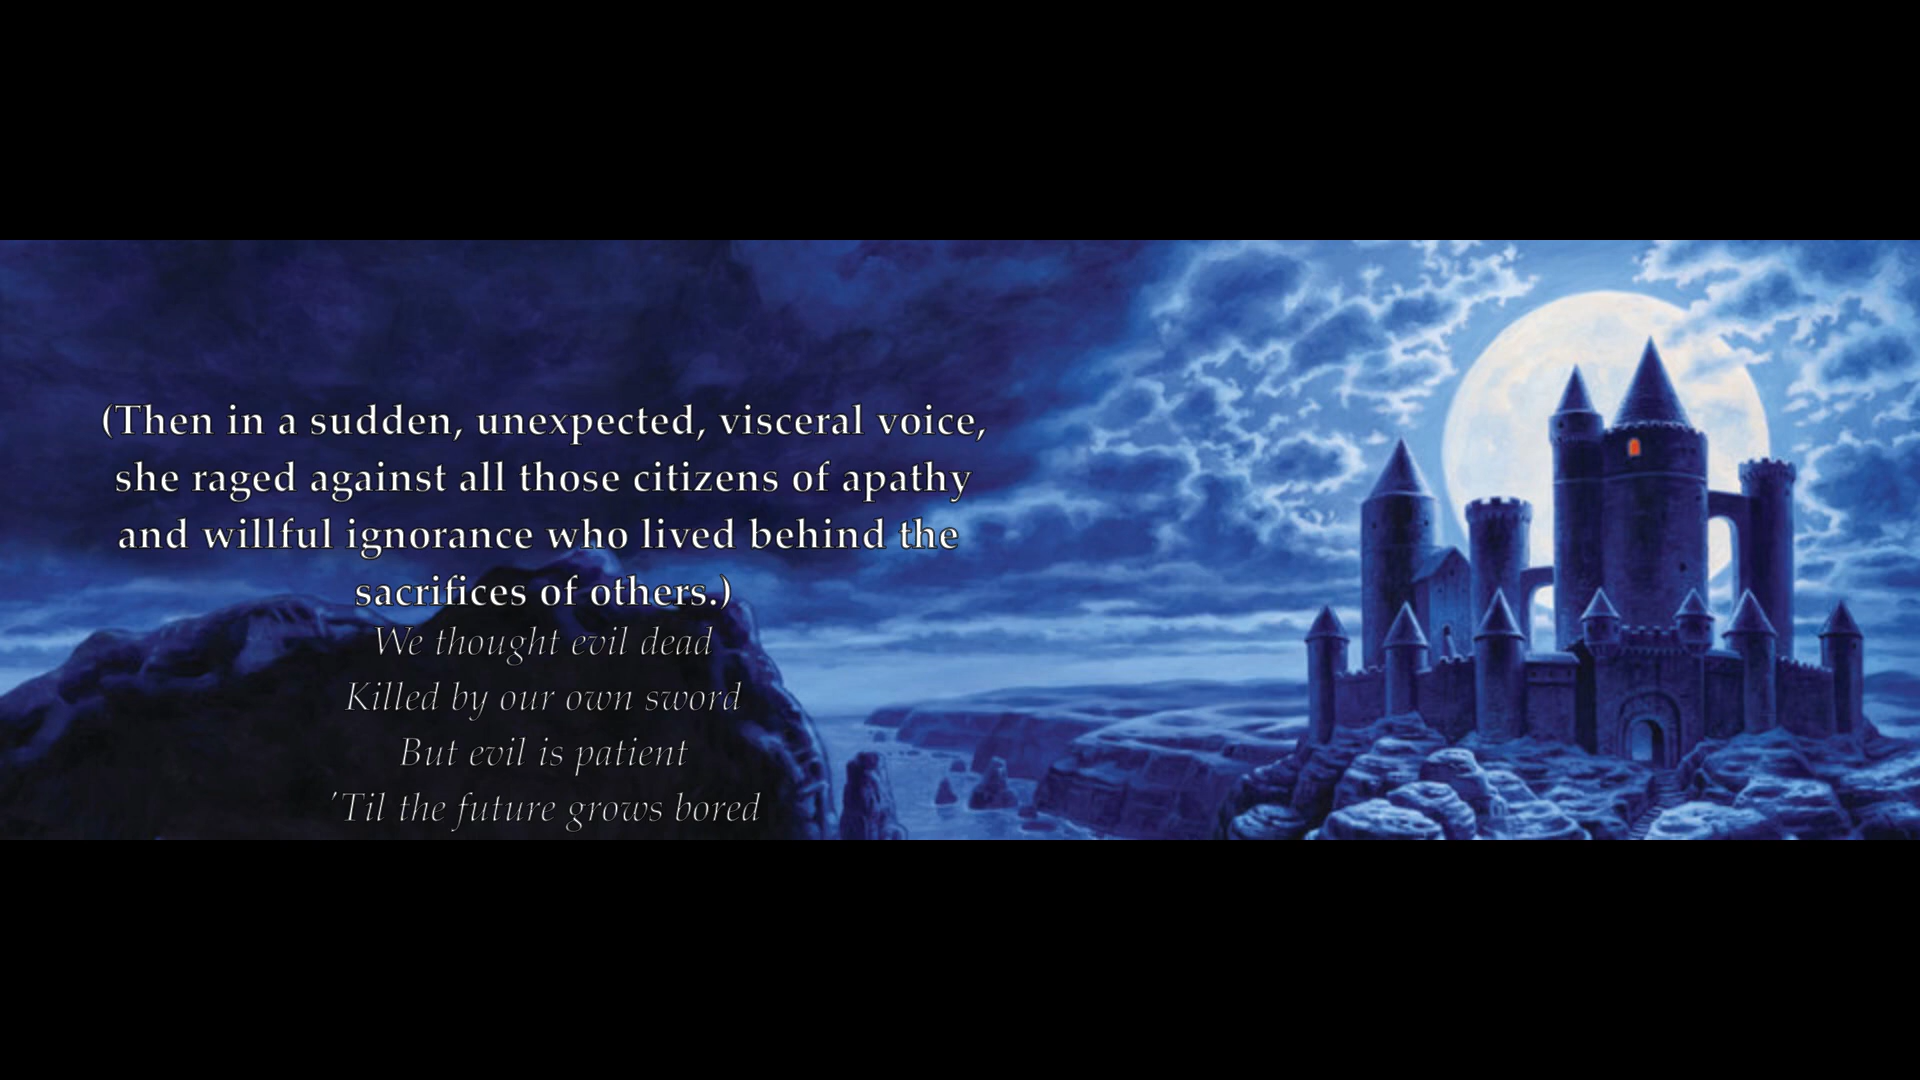 (Then in a sudden, unexpected, visceral voice,
she raged against all those citizens of apathy
and willful ignorance who lived behind the
sacrifices of others.)
We thought evil dead
Killed by our own sword
But evil is patient
'Til the future grows bored